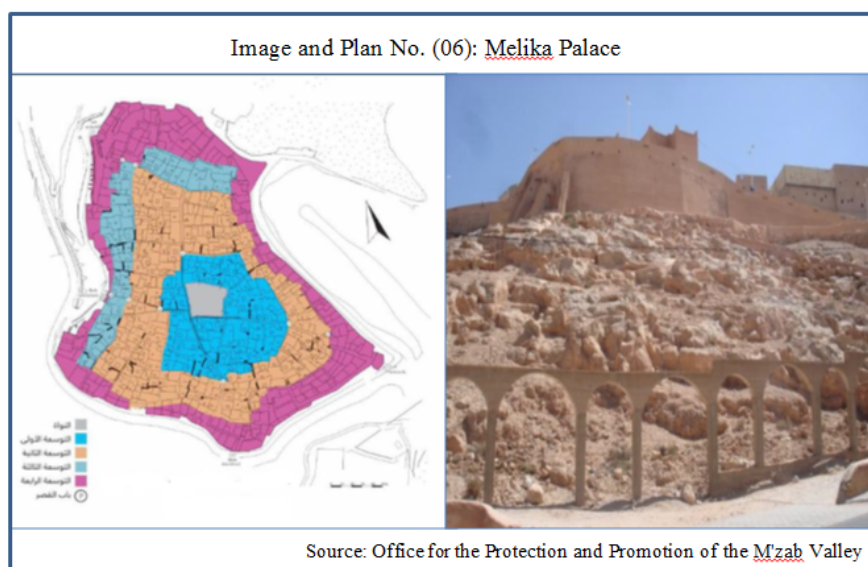 Image and Plan No. (06): Melika Palace
النواة
التوسعة الأولى
التوسعة الثانية
التوسعة الثالثة
التوسعة الرابعة
باب القصر
Source: Office for the Protection and Promotion of the M'zab Valley